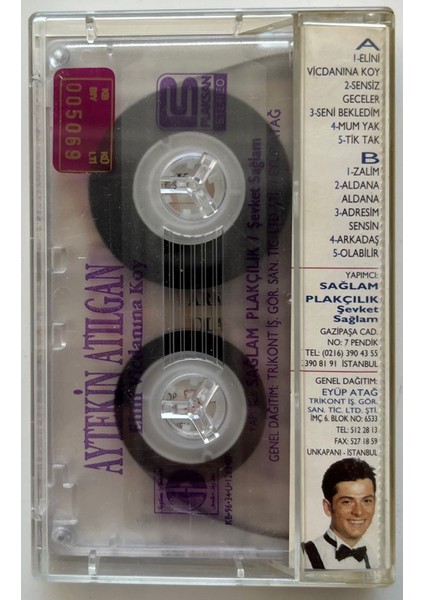 A
1-ELİNİ
VİCDANINA KOY
2-SENSİZ
GECELER
3-SENİ BEKLEDİM
4-MUM YAK
5-TİK TAK
B
1-ZALİM
2-ALDANA
ALDANA
3-ADRESİM
SENSİN
4-ARKADAŞ
5-OLABİLİR
YAPIMCI:
SAĞLAM
PLAKÇILIK
Şevket
Sağlam
GAZİPAŞA CAD.
NO: 7 PENDİK
TEL: (0216) 390 43 55
390 81 91 İSTANBUL
GENEL DAĞITIM:
EYÜP ATAĞ
TRİKONT İŞ. GÖR.
SAN. TİC. LTD. ŞTİ.
İMÇ 6. BLOK NO: 6533
TEL: 512 28 13
FAX: 527 18 59
UNKAPANI - İSTANBUL
AYTEKİN ATILGAN
Elini Vicdanına Koy
SAĞLAM PLAKÇILIK / Şevket Sağlam
GENEL DAĞITIM: TRİKONT İŞ. GÖR. SAN. TİC. LTD. ŞTİ. EYÜP ATAĞ
PLAKSAN
STEREO
005069